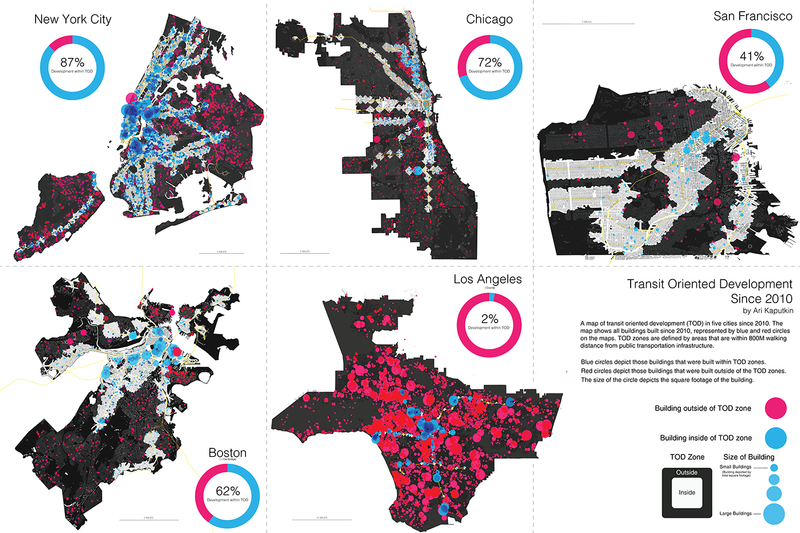 New York City
87%
Development within TOD
Chicago
72%
Development within TOD
San Francisco
41%
Development within TOD
Boston
62%
Development within TOD
Los Angeles
2%
Development within TOD
Transit Oriented Development
Since 2010
by Ari Kaputkin
A map of transit oriented development (TOD) in five cities since 2010. The
map shows all buildings built since 2010, represented by blue and red circles
on the maps. TOD zones are defined by areas that are within 800M walking
distance from public transportation infrastructure.
Blue circles depict those buildings that were built within TOD zones.
Red circles depict those buildings that were built outside of the TOD zones.
The size of the circle depicts the square footage of the building.
Building outside of TOD zone
Building inside of TOD zone
TOD Zone
Outside
Inside
Size of Building
Small Buildings
(Building depicted by
total square footage)
Large Buildings